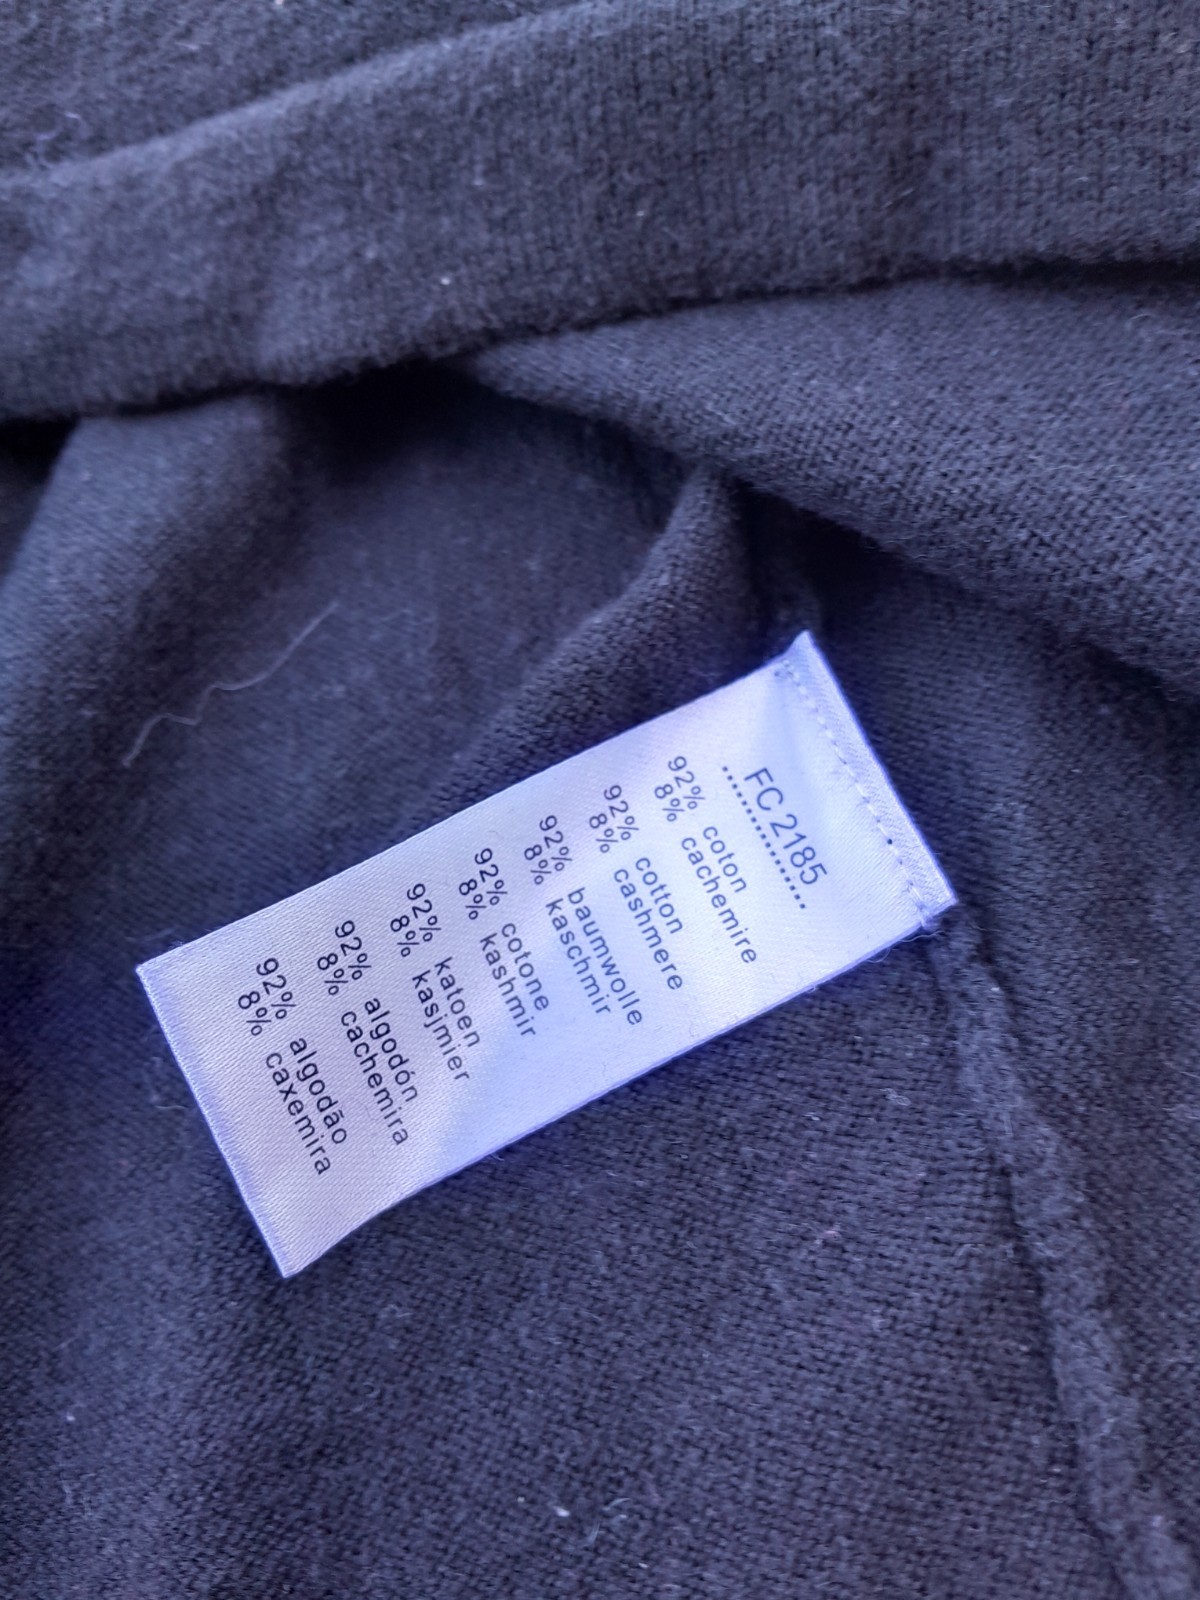 FC 2185
92% coton
8% cachemire
92% cotton
8% cashmere
92% baumwolle
8% kaschmir
92% cotone
8% kashmir
92% katoen
8% kasjmier
92% algodón
8% cachemira
92% algodão
8% caxemira